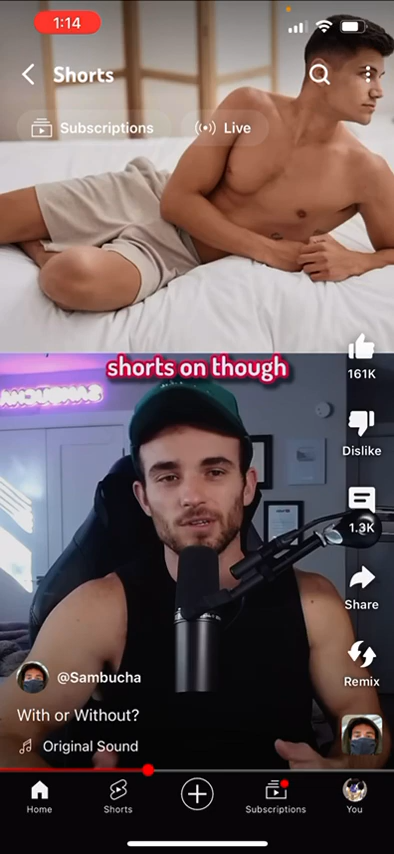 1:14
Shorts
Subscriptions
Live
161K
shorts on though
Dislike
1.3K
Share
@Sambucha
Remix
With or Without?
Original Sound
Home
Shorts
Subscriptions
You